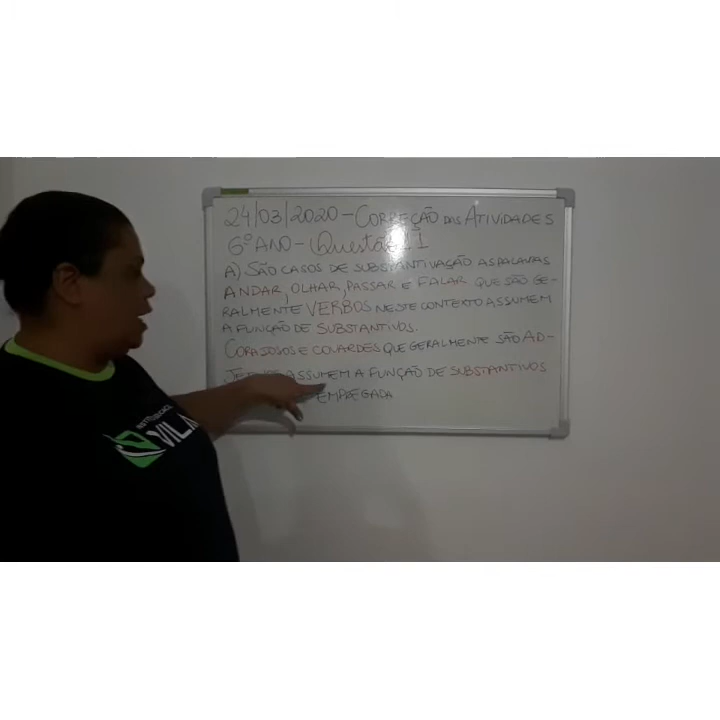 24/03/2020 - CORREÇÃO DAS ATIVIDADES
6º ANO - Questão 11
A) SÃO CASOS DE SUBSTANTIVAÇÃO AS PALAVRAS
ANDAR, OLHAR, PASSAR E FALAR QUE SÃO GE-
RALMENTE VERBOS NESTE CONTEXTO ASSUMEM
A FUNÇÃO DE SUBSTANTIVOS.
CORAJOSOS E COVARDES QUE GERALMENTE SÃO AD-
ASSUMEM A FUNÇÃO DE SUBSTANTIVOS
EMPREGADA
VILA